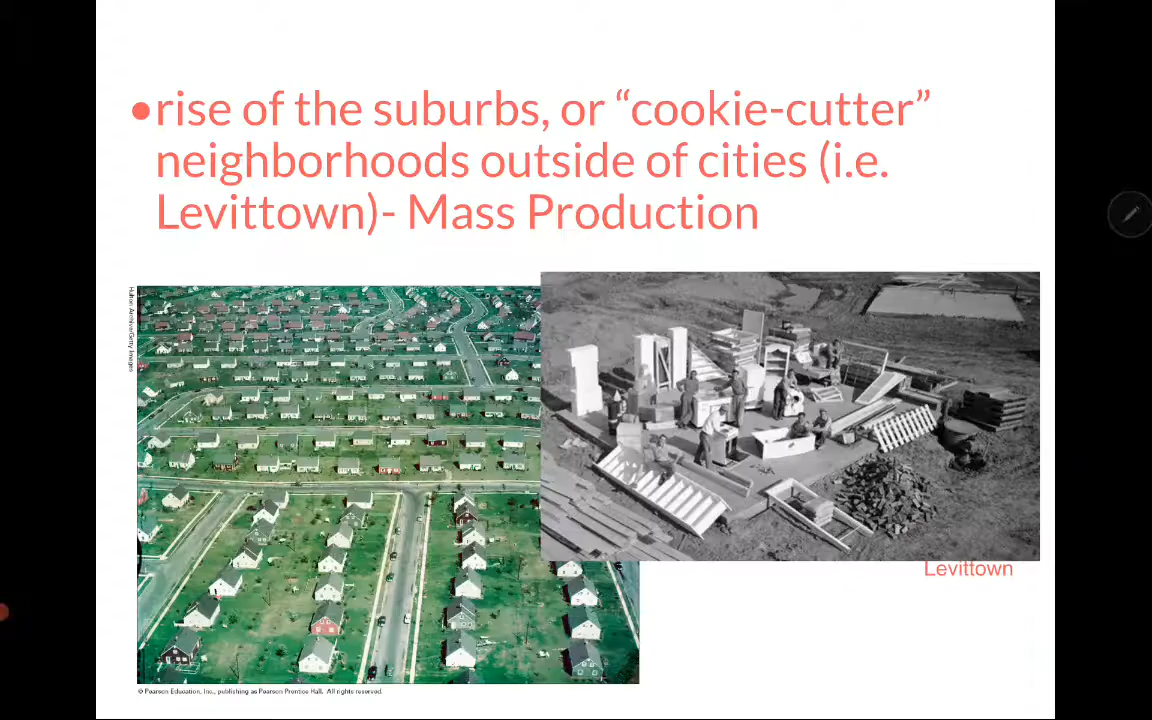 •rise of the suburbs, or “cookie-cutter”
neighborhoods outside of cities (i.e.
Levittown)- Mass Production
Hulton Archive/Getty Images
Levittown
© Pearson Education, Inc., publishing as Pearson Prentice Hall. All rights reserved.